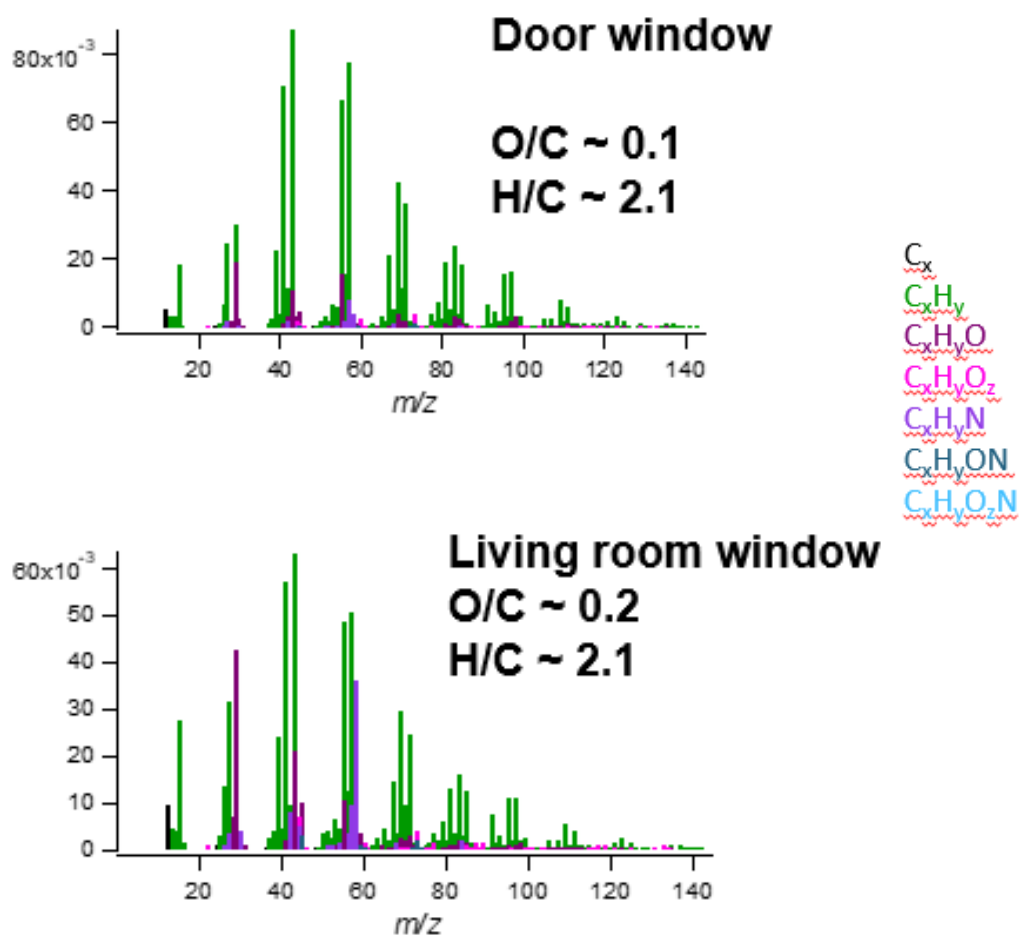 Door window
O/C ~ 0.1
H/C ~ 2.1
80x10⁻³
60
40
20
0
20 40 60 80 100 120 140
m/z
Cₓ
CₓHᵧ
CₓHᵧO
CₓHᵧO_z
CₓHᵧN
CₓHᵧON
CₓHᵧO_zN
Living room window
O/C ~ 0.2
H/C ~ 2.1
60x10⁻³
50
40
30
20
10
0
20 40 60 80 100 120 140
m/z